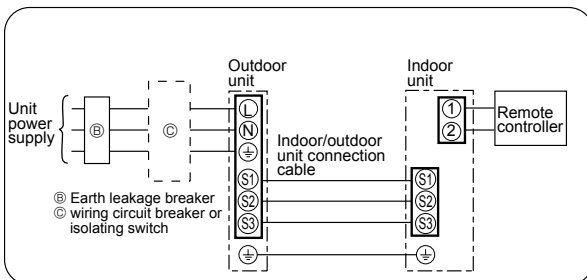 Outdoor
unit
Indoor
unit
Unit
power
supply
Ⓑ
Ⓒ
L
N
S1
S2
S3
Indoor/outdoor
unit connection
cable
1
2
S1
S2
S3
Remote
controller
Ⓑ Earth leakage breaker
Ⓒ wiring circuit breaker or
isolating switch